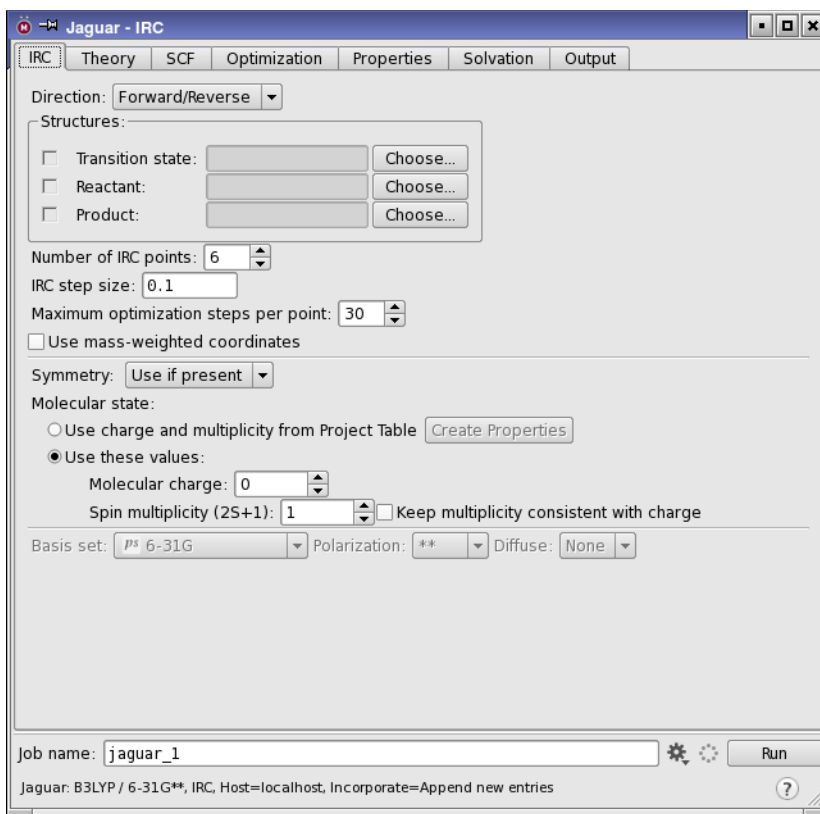 Jaguar - IRC
IRC Theory SCF Optimization Properties Solvation Output
Direction: Forward/Reverse
Structures:
Transition state: Choose...
Reactant: Choose...
Product: Choose...
Number of IRC points: 6
IRC step size: 0.1
Maximum optimization steps per point: 30
Use mass-weighted coordinates
Symmetry: Use if present
Molecular state:
Use charge and multiplicity from Project Table Create Properties
Use these values:
Molecular charge: 0
Spin multiplicity (2S+1): 1 Keep multiplicity consistent with charge
Basis set: ps 6-31G Polarization: ** Diffuse: None
Job name: jaguar_1 Run
Jaguar: B3LYP / 6-31G**, IRC, Host=localhost, Incorporate=Append new entries ?